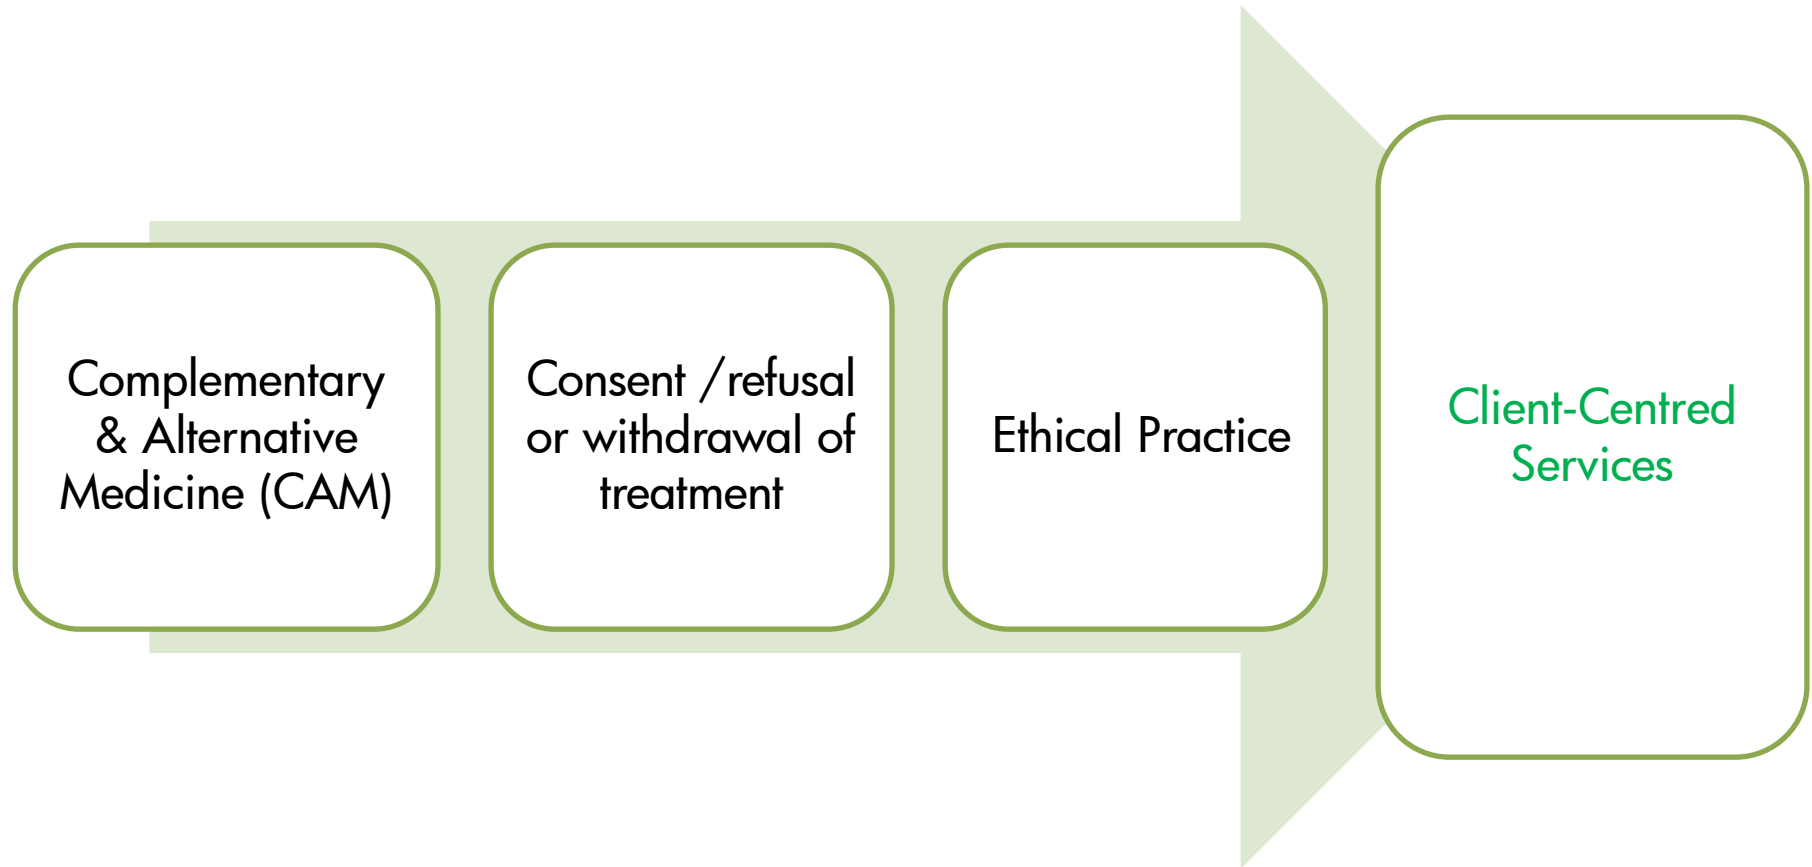 Complementary
& Alternative
Medicine (CAM)
Consent /refusal
or withdrawal of
treatment
Ethical Practice
Client-Centred
Services